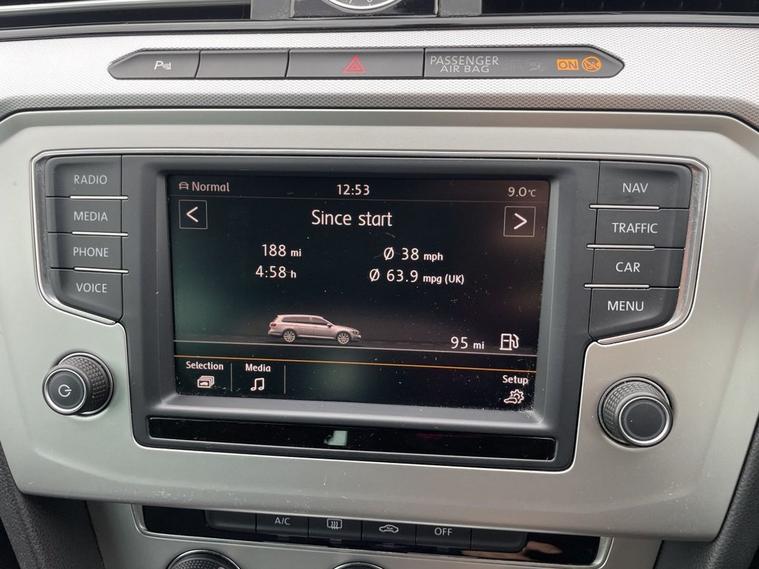 P
PASSENGER
AIR BAG
ON
RADIO
MEDIA
PHONE
VOICE
Normal
12:53
9.0°C
Since start
188 mi
Ø 38 mph
4:58 h
Ø 63.9 mpg (UK)
95 mi
Selection
Media
Setup
NAV
TRAFFIC
CAR
MENU
A/C
OFF